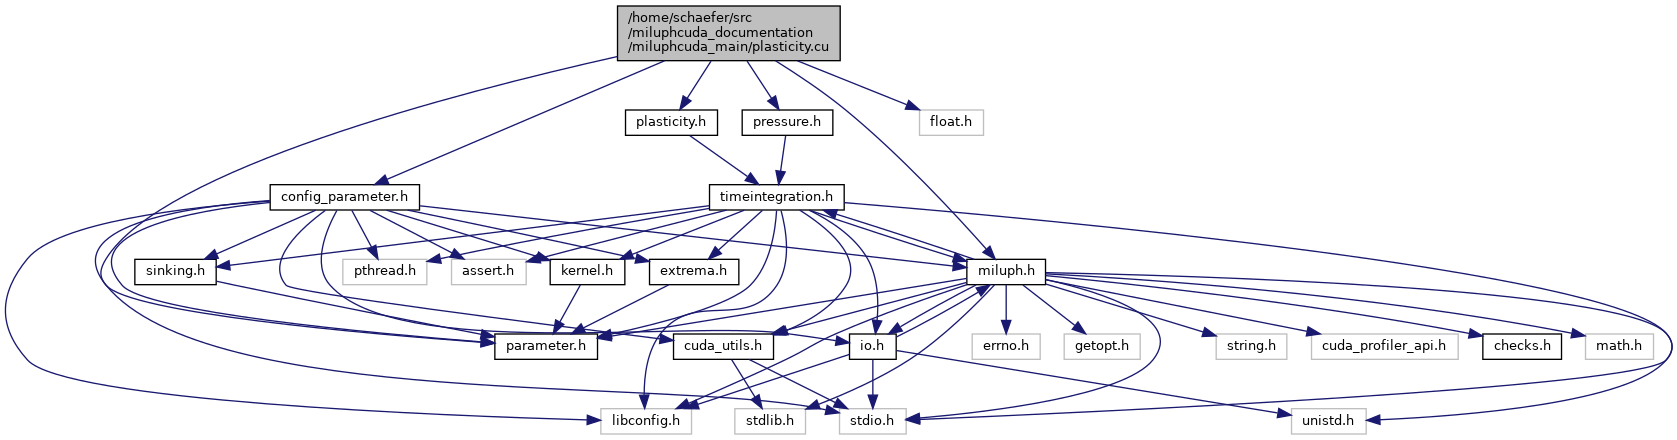 /home/schaefer/src
/miluphcuda_documentation
/miluphcuda_main/plasticity.cu
plasticity.h
pressure.h
float.h
config_parameter.h
timeintegration.h
sinking.h
pthread.h
assert.h
kernel.h
extrema.h
miluph.h
parameter.h
cuda_utils.h
io.h
errno.h
getopt.h
string.h
cuda_profiler_api.h
checks.h
math.h
libconfig.h
stdlib.h
stdio.h
unistd.h